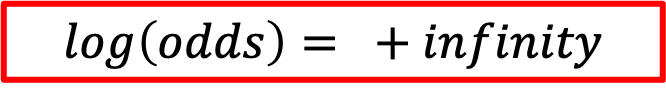 log(odds) = + infinity